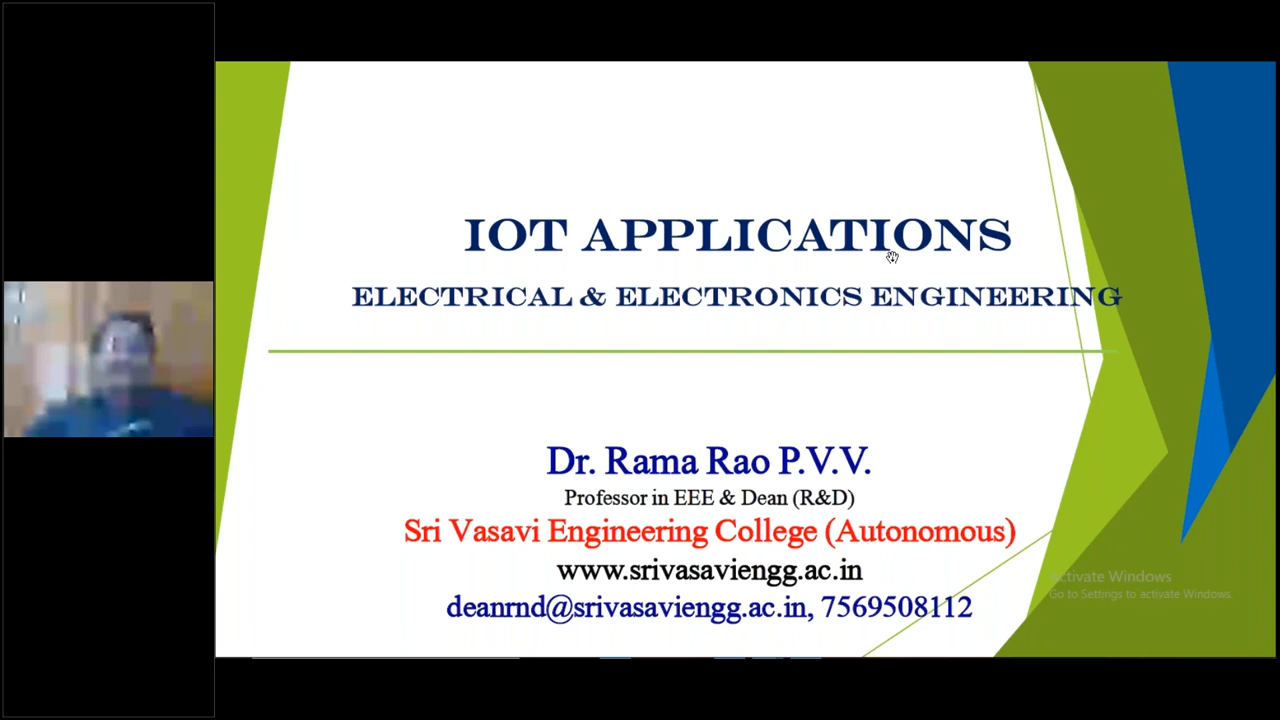 IOT APPLICATIONS
ELECTRICAL & ELECTRONICS ENGINEERING
Dr. Rama Rao P.V.V.
Professor in EEE & Dean (R&D)
Sri Vasavi Engineering College (Autonomous)
www.srivasaviengg.ac.in
deanrnd@srivasaviengg.ac.in, 7569508112
Activate Windows
Go to Settings to activate Windows.